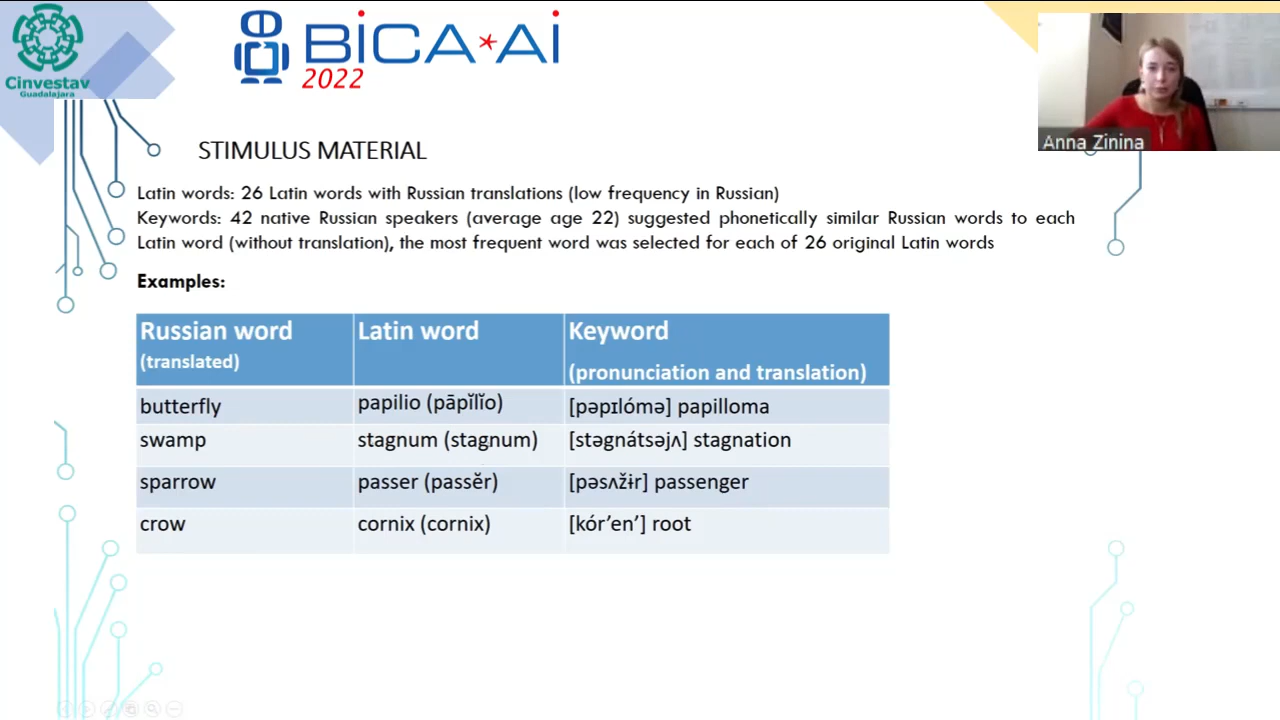 Cinvestav
Guadalajara
BiCA*Ai
2022
Anna Zinina
STIMULUS MATERIAL
Latin words: 26 Latin words with Russian translations (low frequency in Russian)
Keywords: 42 native Russian speakers (average age 22) suggested phonetically similar Russian words to each
Latin word (without translation), the most frequent word was selected for each of 26 original Latin words
Examples:
Russian word
(translated)
Latin word
Keyword
(pronunciation and translation)
butterfly
papilio (pāpĭlĭo)
[pəpɪlómə] papilloma
swamp
stagnum (stagnum)
[stəgnátsəjʌ] stagnation
sparrow
passer (passĕr)
[pəsʌžɨr] passenger
crow
cornix (cornix)
[kór’en’] root